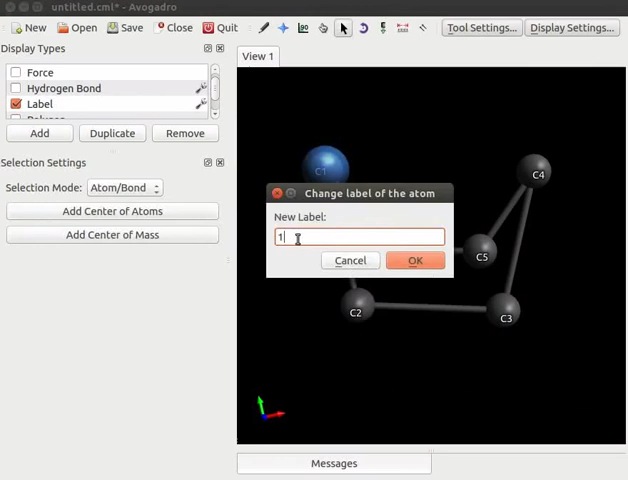 untitled.cml* - Avogadro
New Open Save Close Quit Tool Settings... Display Settings...
Display Types
View 1
Force
Hydrogen Bond
Label
Add Duplicate Remove
Selection Settings
Selection Mode: Atom/Bond
Add Center of Atoms
Add Center of Mass
C1
C4
Change label of the atom
New Label:
1
Cancel OK
C5
C2
C3
Messages